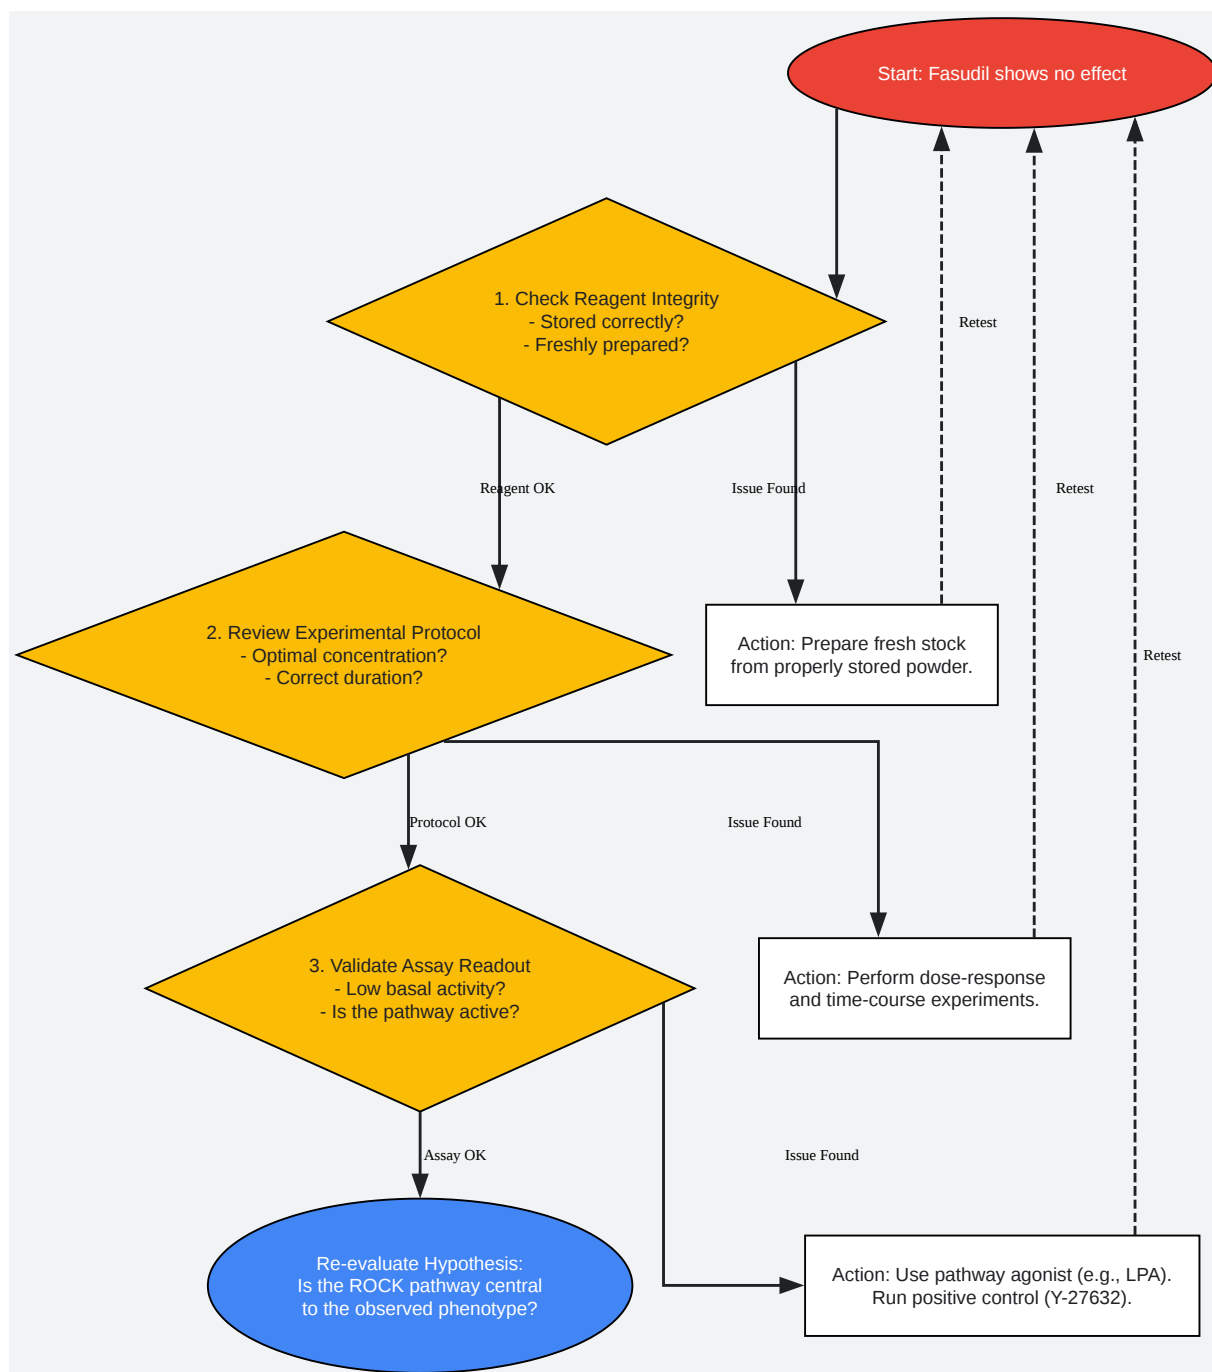 Start: Fasudil shows no effect
1. Check Reagent Integrity
- Stored correctly?
- Freshly prepared?
Retest
Reagent OK
Issue Found
Retest
2. Review Experimental Protocol
- Optimal concentration?
- Correct duration?
Action: Prepare fresh stock
from properly stored powder.
Retest
Protocol OK
Issue Found
3. Validate Assay Readout
- Low basal activity?
- Is the pathway active?
Action: Perform dose-response
and time-course experiments.
Assay OK
Issue Found
Re-evaluate Hypothesis:
Is the ROCK pathway central
to the observed phenotype?
Action: Use pathway agonist (e.g., LPA).
Run positive control (Y-27632).